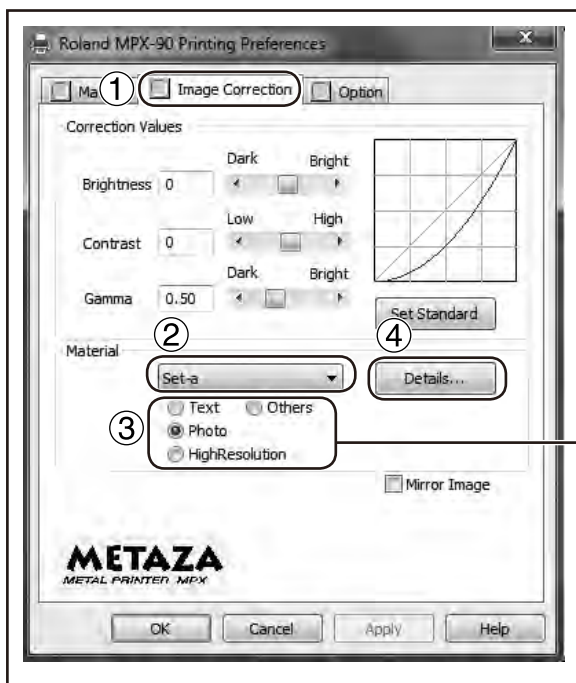 Roland MPX-90 Printing Preferences
Ma ① Image Correction Option
Correction Values
Dark Bright
Brightness 0
Low High
Contrast 0
Dark Bright
Gamma 0.50
Set Standard
② ④
Material
Set-a Details...
③ Text Others
Photo
HighResolution
Mirror Image
METAZA
METAL PRINTER MPX
OK Cancel Apply Help